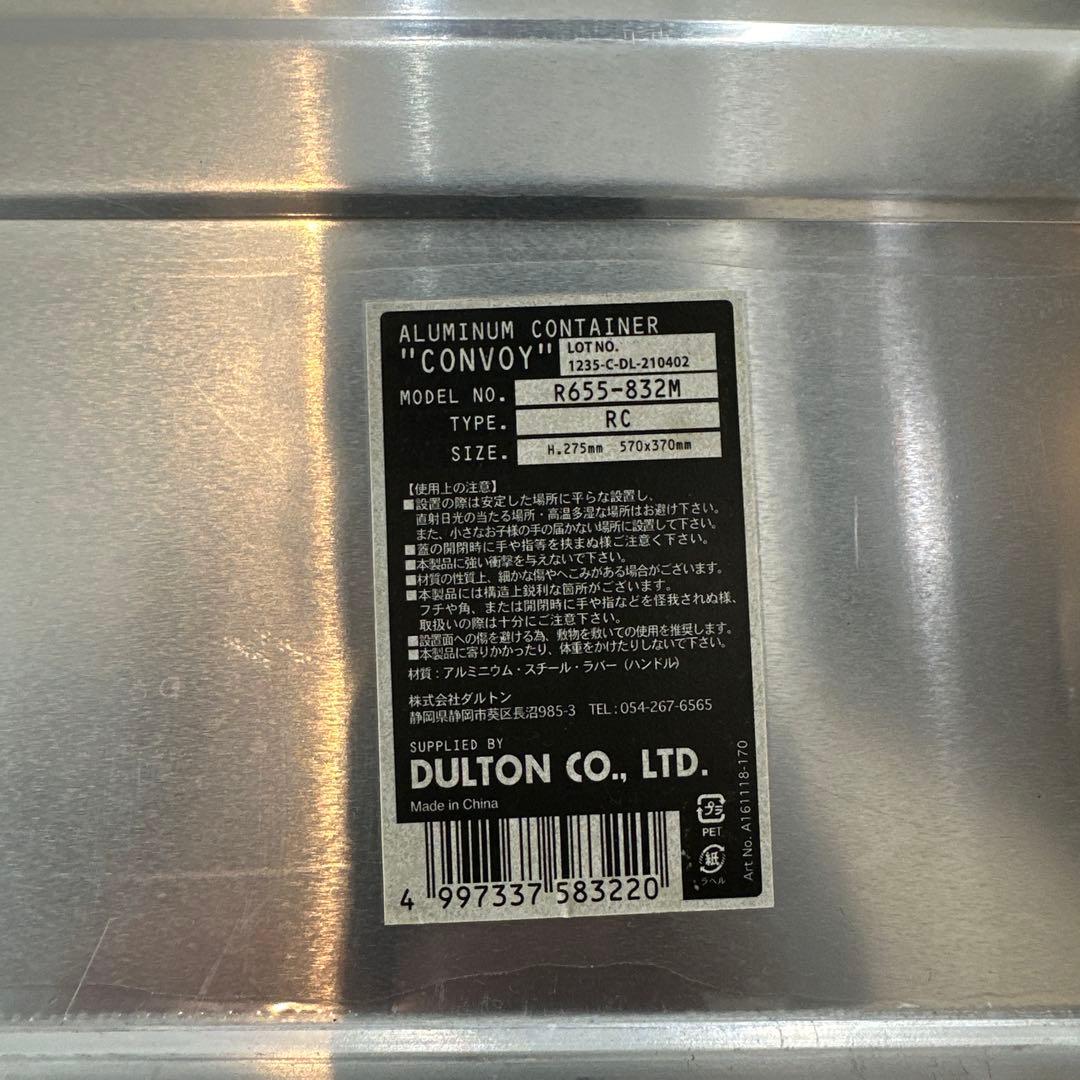 ALUMINUM CONTAINER
"CONVOY" LOT NO. 1235-C-DL-210402
MODEL NO. R655-832M
TYPE. RC
SIZE. H.275mm 570x370mm
【使用上の注意】
■設置の際は安定した場所に平らな設置し、
直射日光の当たる場所・高温多湿な場所はお避け下さい。
また、小さなお子様の手の届かない場所に設置して下さい。
■蓋の開閉時に手や指等を挟まぬ様ご注意く下さい。
■本製品に強い衝撃を与えないで下さい。
■材質の性質上、細かな傷やへこみがある場合がございます。
■本製品には構造上鋭利な箇所がございます。
フチや角、または開閉時に手や指などを怪我されぬ様、
取扱いの際は十分にご注意下さい。
■設置面への傷を避ける為、敷物を敷いての使用を推奨します。
■本製品に寄りかかったり、体重をかけたりしないで下さい。
材質：アルミニウム・スチール・ラバー（ハンドル）
株式会社ダルトン
静岡県静岡市葵区長沼985-3 TEL：054-267-6565
SUPPLIED BY
DULTON CO., LTD.
Made in China
プラ
PET
紙
ラベル
Art No. A161118-170
4 997337 583220